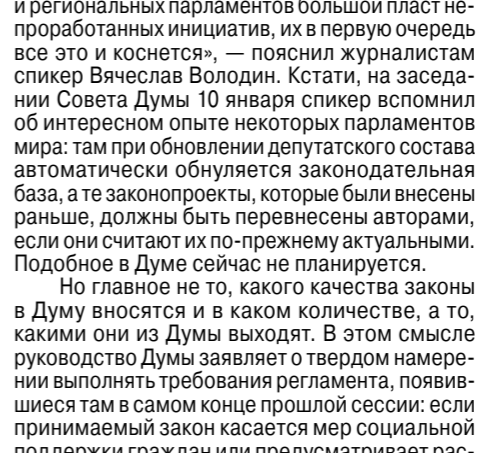 и региональных парламентов большой пласт не-
проработанных инициатив, их в первую очередь
все это и коснется», — пояснил журналистам
спикер Вячеслав Володин. Кстати, на заседа-
нии Совета Думы 10 января спикер вспомнил
об интересном опыте некоторых парламентов
мира: там при обновлении депутатского состава
автоматически обнуляется законодательная
база, а те законопроекты, которые были внесены
раньше, должны быть перевнесены авторами,
если они считают их по-прежнему актуальными.
Подобное в Думе сейчас не планируется.
Но главное не то, какого качества законы
в Думу вносятся и в каком количестве, а то,
какими они из Думы выходят. В этом смысле
руководство Думы заявляет о твердом намере-
нии выполнять требования регламента, появив-
шиеся там в самом конце прошлой сессии: если
принимаемый закон касается мер социальной
поддержки граждан или предусматривает рас-